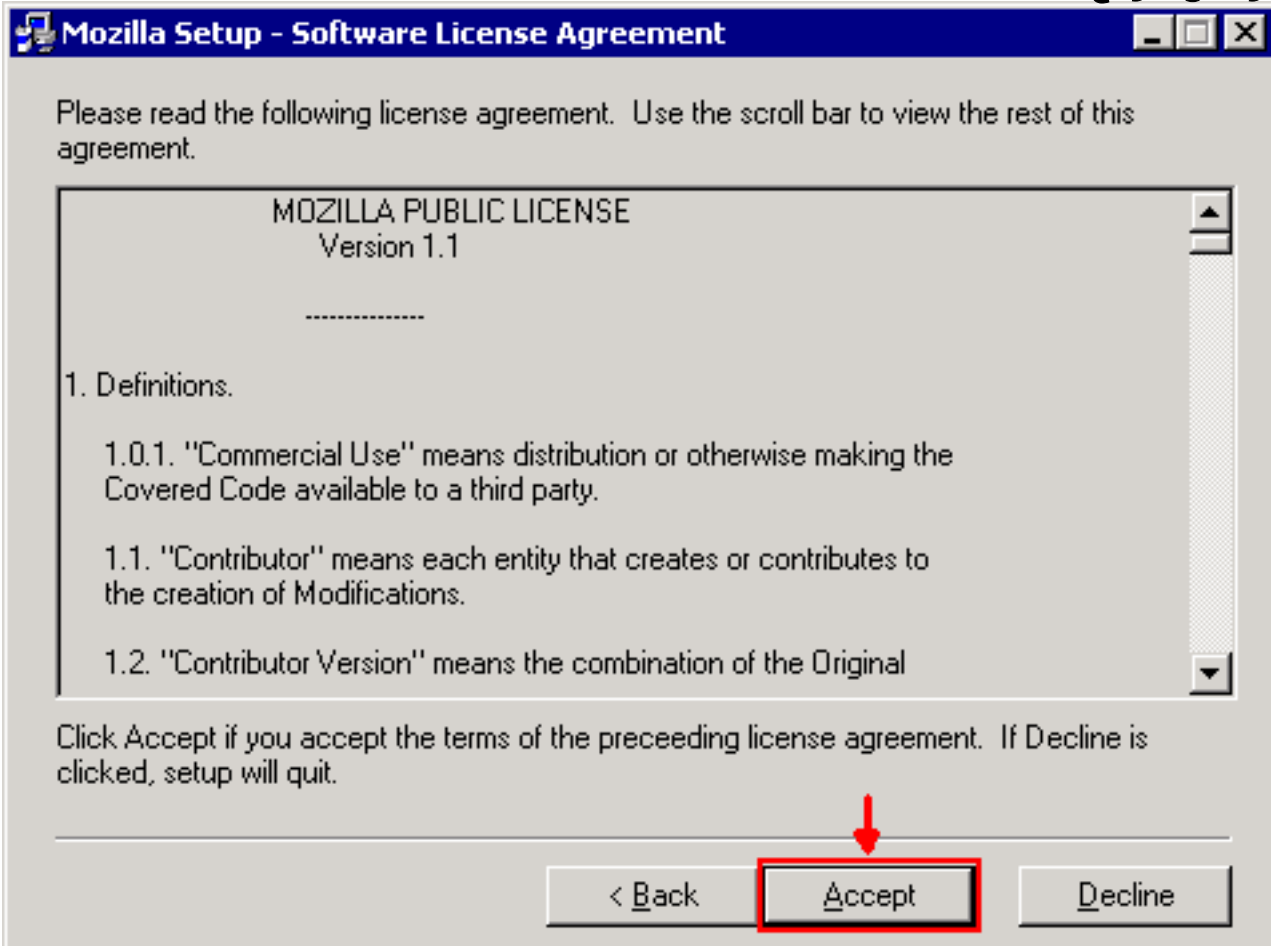 Mozilla Setup - Software License Agreement
Please read the following license agreement.  Use the scroll bar to view the rest of this
agreement.
MOZILLA PUBLIC LICENSE
Version 1.1
---------------
1. Definitions.
1.0.1. "Commercial Use" means distribution or otherwise making the
Covered Code available to a third party.
1.1. "Contributor" means each entity that creates or contributes to
the creation of Modifications.
1.2. "Contributor Version" means the combination of the Original
Click Accept if you accept the terms of the preceeding license agreement.  If Decline is
clicked, setup will quit.
< Back
Accept
Decline